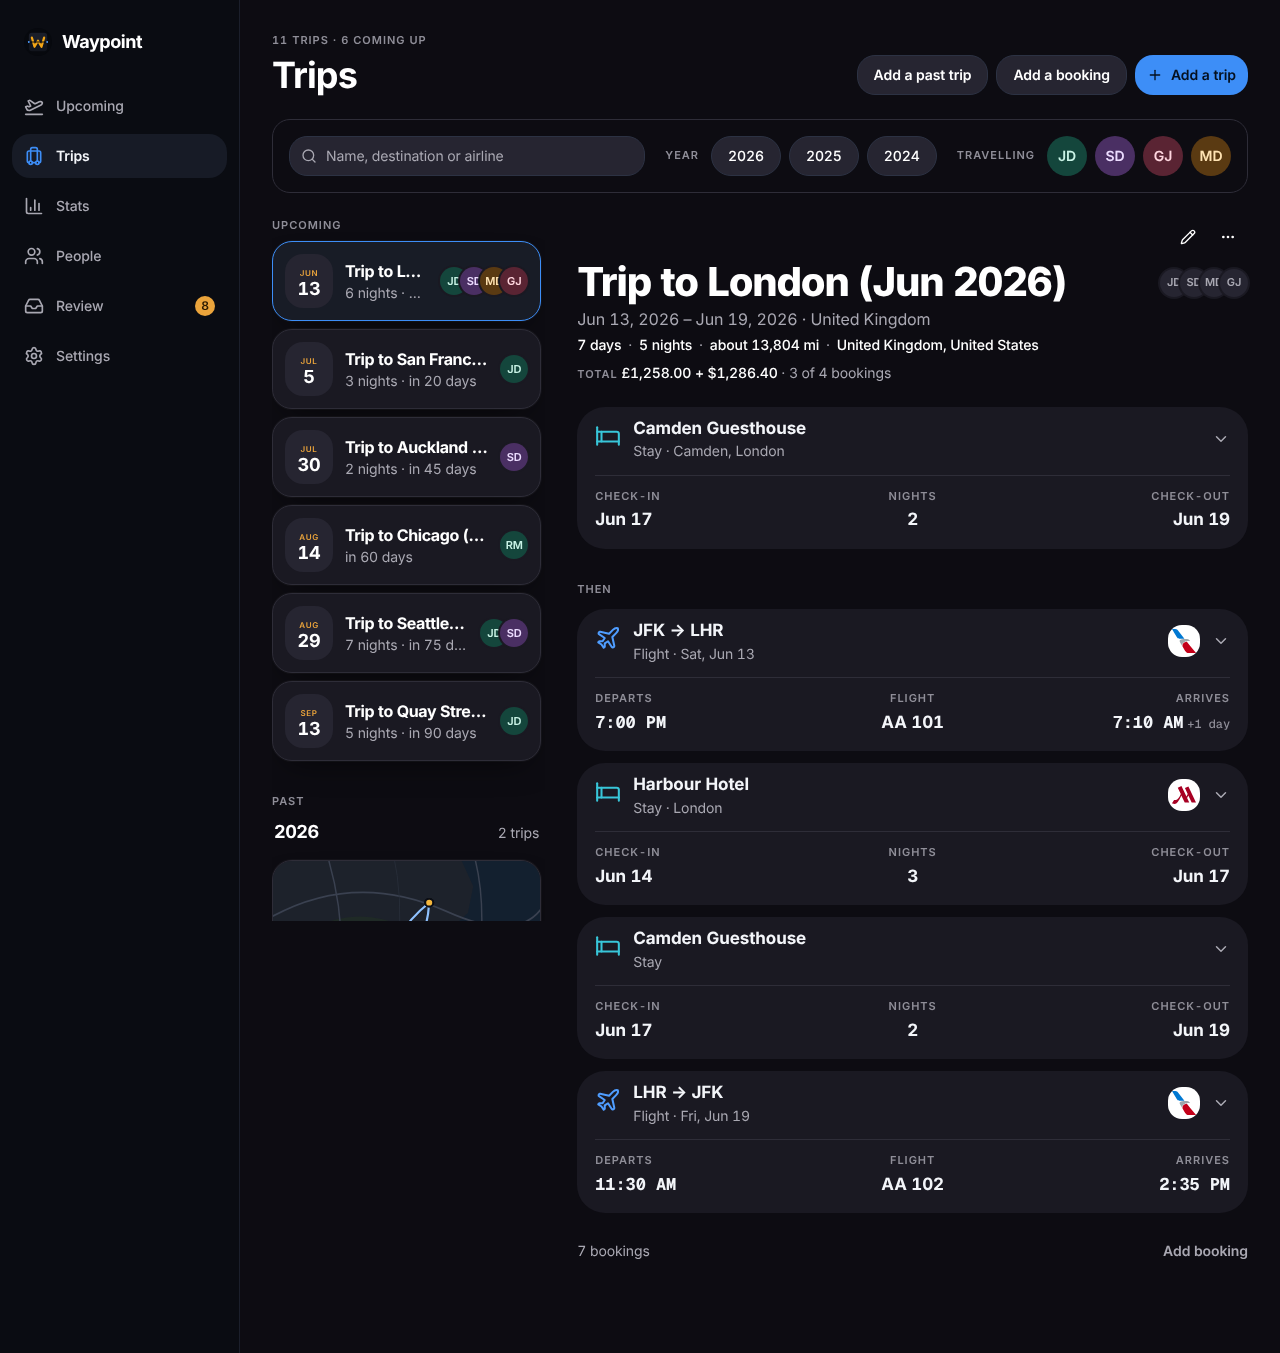 Waypoint
Upcoming
Trips
Stats
People
Review
8
Settings
11 TRIPS · 6 COMING UP
Trips
Add a past trip
Add a booking
Add a trip
Name, destination or airline
YEAR
2026
2025
2024
TRAVELLING
JD
SD
GJ
MD
UPCOMING
JUN
13
Trip to L...
6 nights · ...
GJ
JUL
5
Trip to San Franc...
3 nights · in 20 days
JD
JUL
30
Trip to Auckland ...
2 nights · in 45 days
SD
AUG
14
Trip to Chicago (...
in 60 days
RM
AUG
29
Trip to Seattle...
7 nights · in 75 d...
SD
SEP
13
Trip to Quay Stre...
5 nights · in 90 days
JD
PAST
2026
2 trips
Trip to London (Jun 2026)
GJ
Jun 13, 2026 – Jun 19, 2026 · United Kingdom
7 days · 5 nights · about 13,804 mi · United Kingdom, United States
TOTAL £1,258.00 + $1,286.40 · 3 of 4 bookings
Camden Guesthouse
Stay · Camden, London
CHECK-IN
NIGHTS
CHECK-OUT
Jun 17
2
Jun 19
THEN
JFK → LHR
Flight · Sat, Jun 13
DEPARTS
FLIGHT
ARRIVES
7:00 PM
AA 101
7:10 AM +1 day
Harbour Hotel
Stay · London
CHECK-IN
NIGHTS
CHECK-OUT
Jun 14
3
Jun 17
Camden Guesthouse
Stay
CHECK-IN
NIGHTS
CHECK-OUT
Jun 17
2
Jun 19
LHR → JFK
Flight · Fri, Jun 19
DEPARTS
FLIGHT
ARRIVES
11:30 AM
AA 102
2:35 PM
7 bookings
Add booking